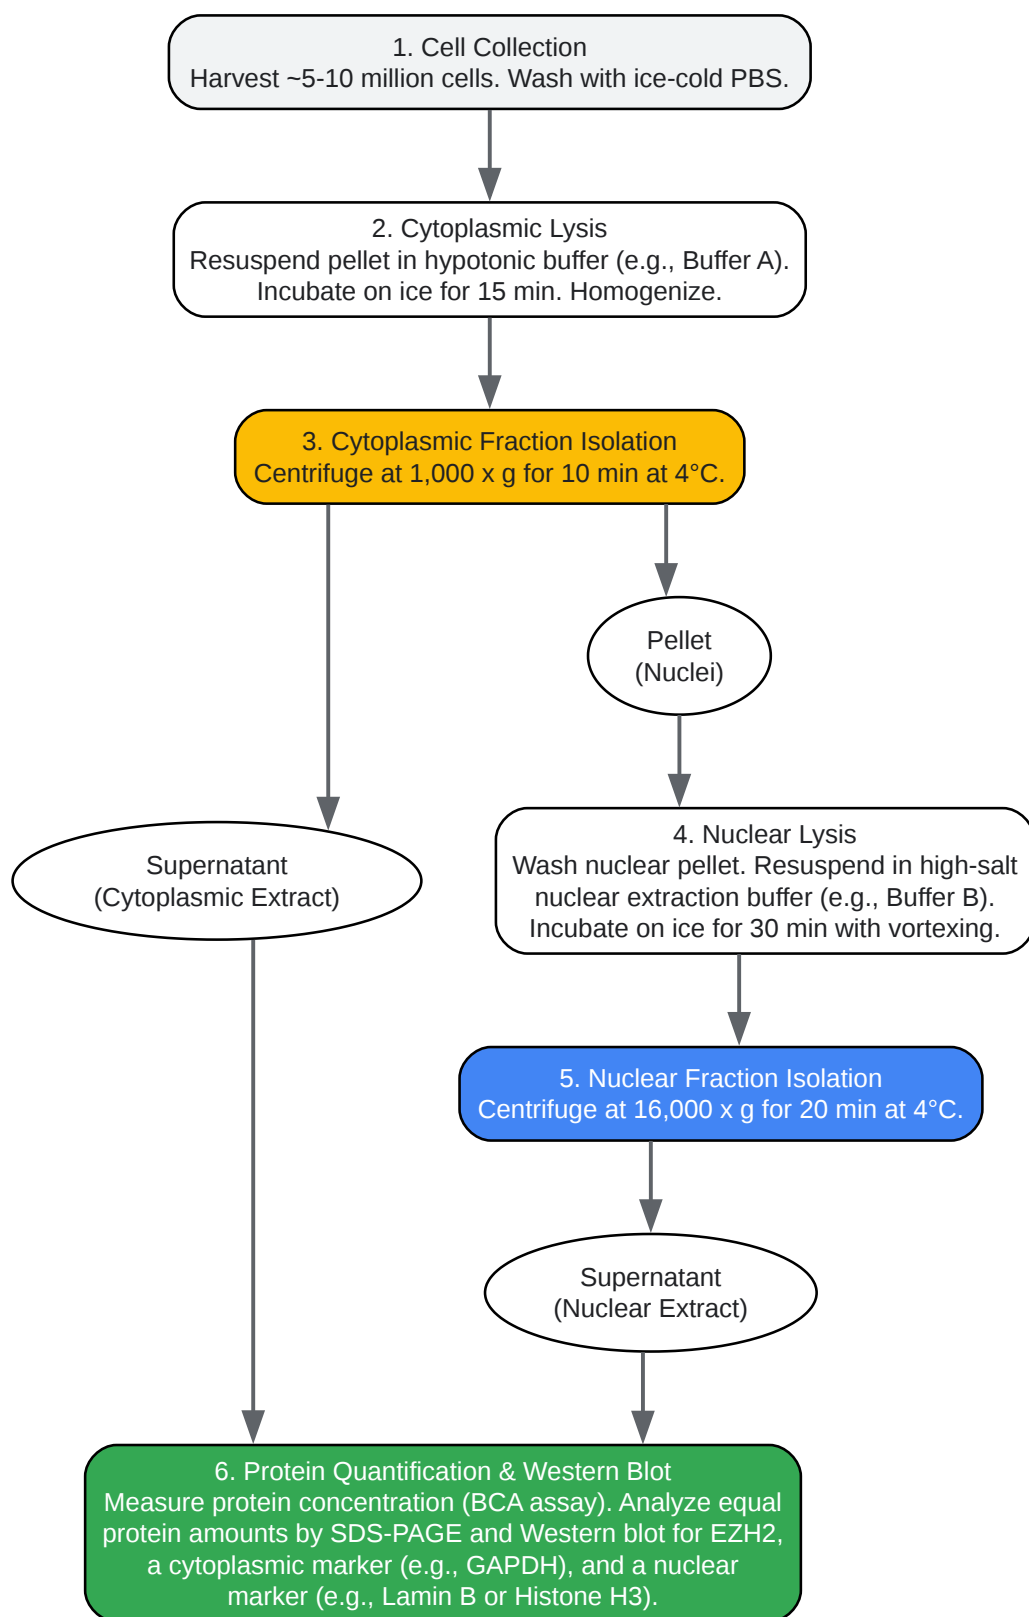 1. Cell Collection
Harvest ~5-10 million cells. Wash with ice-cold PBS.
2. Cytoplasmic Lysis
Resuspend pellet in hypotonic buffer (e.g., Buffer A).
Incubate on ice for 15 min. Homogenize.
3. Cytoplasmic Fraction Isolation
Centrifuge at 1,000 x g for 10 min at 4°C.
Pellet
(Nuclei)
Supernatant
(Cytoplasmic Extract)
4. Nuclear Lysis
Wash nuclear pellet. Resuspend in high-salt
nuclear extraction buffer (e.g., Buffer B).
Incubate on ice for 30 min with vortexing.
5. Nuclear Fraction Isolation
Centrifuge at 16,000 x g for 20 min at 4°C.
Supernatant
(Nuclear Extract)
6. Protein Quantification & Western Blot
Measure protein concentration (BCA assay). Analyze equal
protein amounts by SDS-PAGE and Western blot for EZH2,
a cytoplasmic marker (e.g., GAPDH), and a nuclear
marker (e.g., Lamin B or Histone H3).